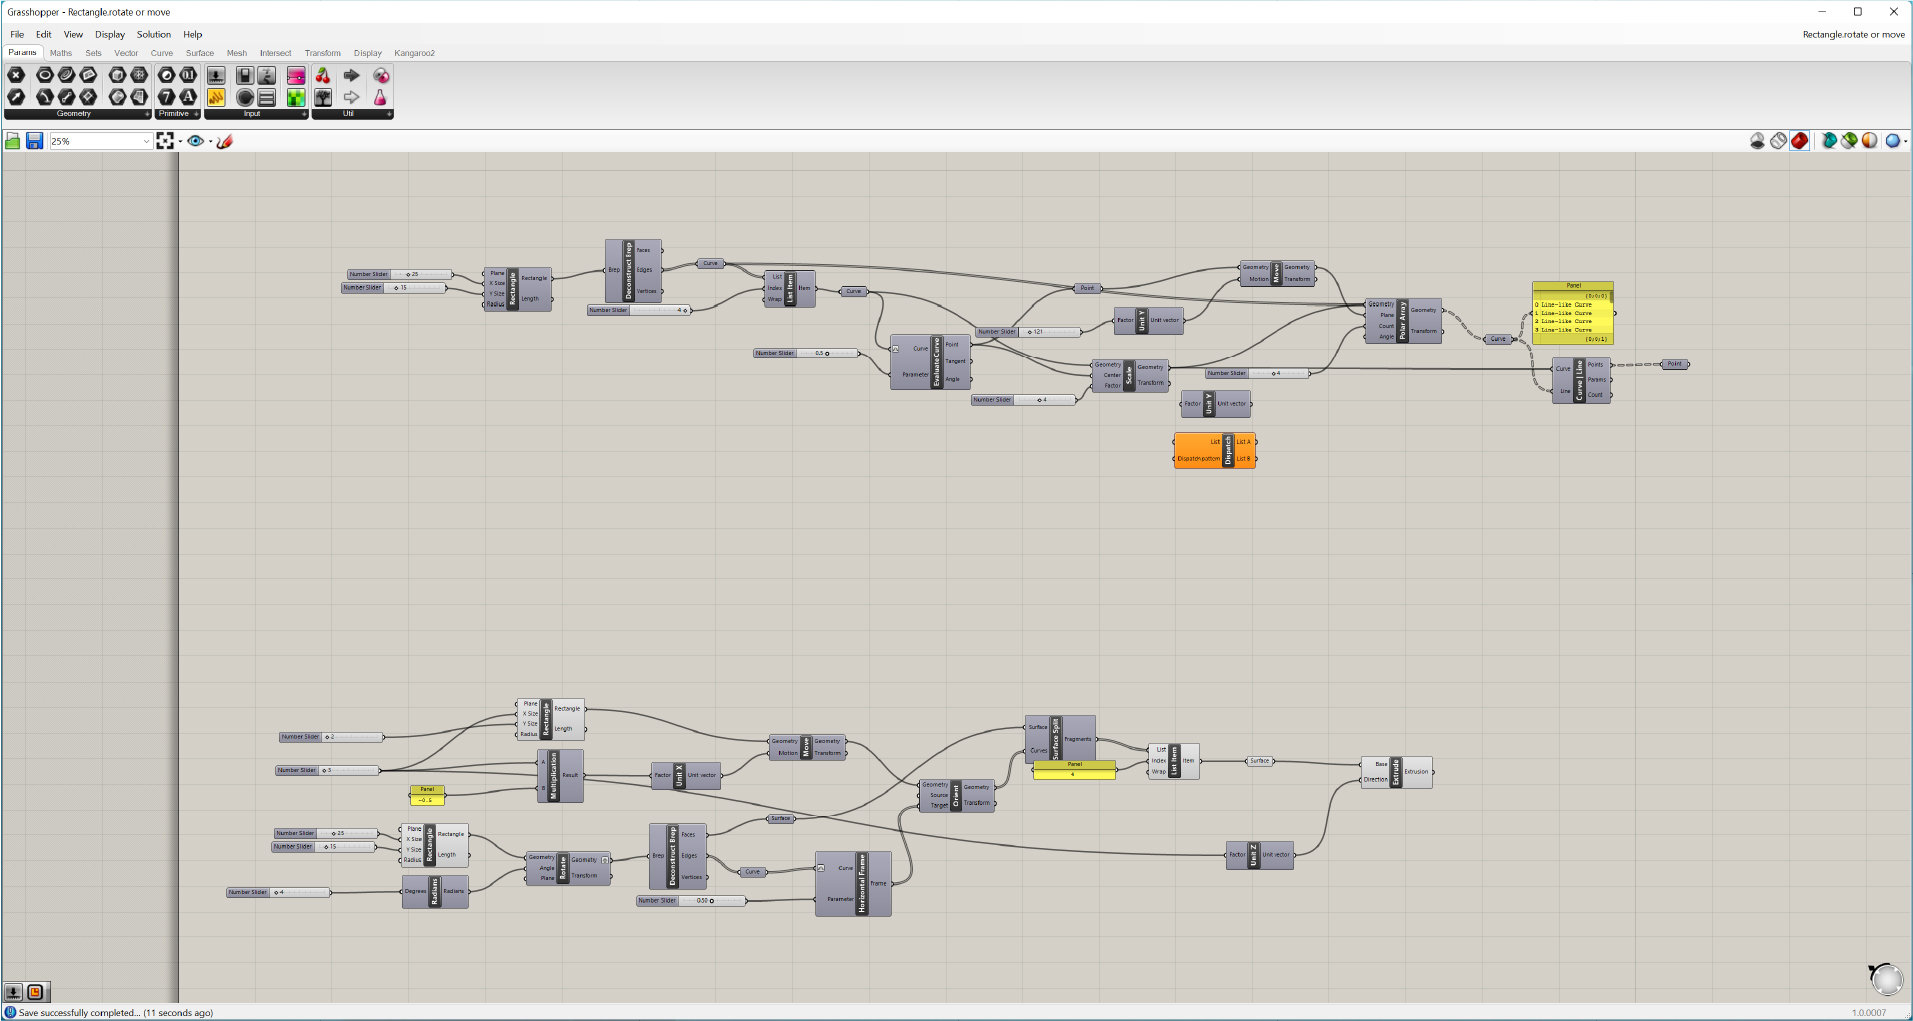 Grasshopper - Rectangle.rotate or move
File Edit View Display Solution Help
Rectangle.rotate or move
Params Maths Sets Vector Curve Surface Mesh Intersect Transform Display Kangaroo2
Geometry
Primitive
Input
Util
25%
Number Slider 25
Number Slider 15
Plane
X Size
Y Size
Radius
Rectangle
Rectangle
Length
Brep
Deconstruct Brep
Faces
Edges
Vertices
Curve
Number Slider 4
List
Index
Wrap
List Item
Item
Curve
Number Slider 0.5
Curve
Parameter
Evaluate Curve
Point
Tangent
Angle
Number Slider 121
Number Slider 4
Point
Factor
Unit Y
Unit vector
Geometry
Center
Factor
Scale
Geometry
Transform
Factor
Unit Y
Unit vector
List
Dispatch pattern
Dispatch
List A
List B
Geometry
Motion
Move
Geometry
Transform
Number Slider 4
Geometry
Plane
Count
Angle
Polar Array
Geometry
Transform
Curve
Panel
{0;0;0}
0 Line-like Curve
1 Line-like Curve
2 Line-like Curve
3 Line-like Curve
{0;0;1}
Curve
Line
Curve | Line
Points
Params
Count
Point
Number Slider 2
Number Slider 3
Plane
X Size
Y Size
Radius
Rectangle
Rectangle
Length
Panel
-0.5
A
B
Multiplication
Result
Factor
Unit X
Unit vector
Geometry
Motion
Move
Geometry
Transform
Number Slider 25
Number Slider 15
Plane
X Size
Y Size
Radius
Rectangle
Rectangle
Length
Number Slider 4
Degrees
Radians
Radians
Geometry
Angle
Plane
Rotate
Geometry
Transform
Brep
Deconstruct Brep
Faces
Edges
Vertices
Surface
Curve
Number Slider 0.50
Curve
Parameter
Horizontal Frame
Frame
Geometry
Source
Target
Orient
Geometry
Transform
Surface
Curves
Surface Split
Fragments
Panel
4
List
Index
Wrap
List Item
Item
Surface
Factor
Unit Z
Unit vector
Base
Direction
Extrude
Extrusion
Save successfully completed... (11 seconds ago)
1.0.0007